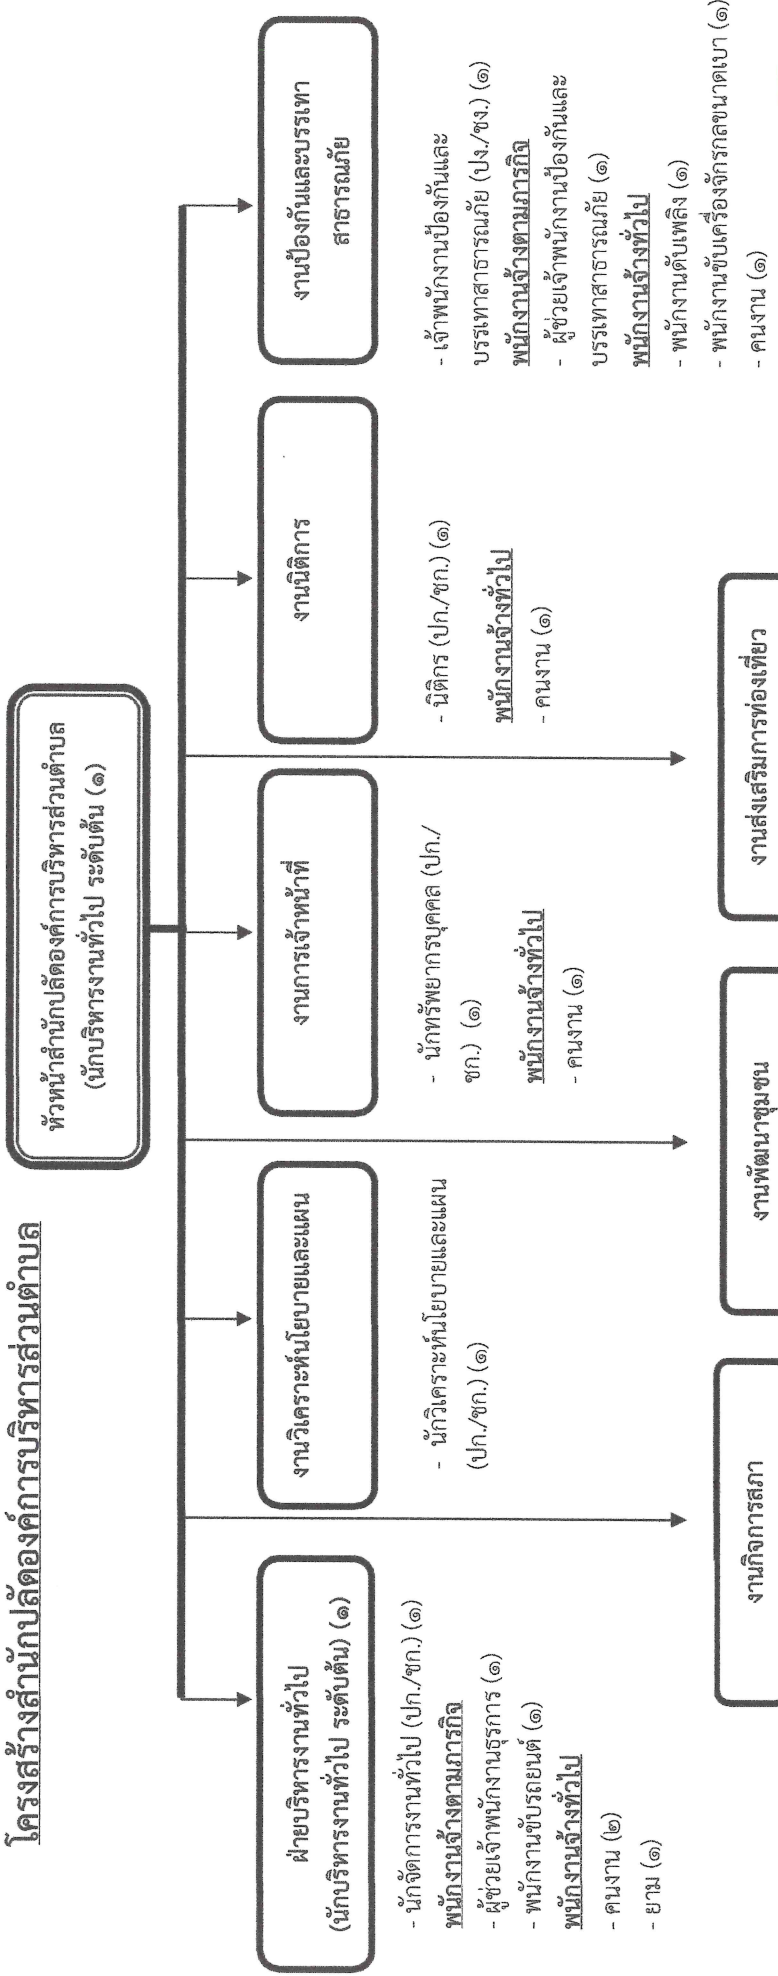 โครงสร้างสำนักปลัดองค์การบริหารส่วนตำบล
หัวหน้าสำนักปลัดองค์การบริหารส่วนตำบล
(นักบริหารงานทั่วไป ระดับต้น) (๑)
ฝ่ายบริหารงานทั่วไป
(นักบริหารงานทั่วไป ระดับต้น) (๑)
- นักจัดการงานทั่วไป (ปก./ชก.) (๑)
พนักงานจ้างตามภารกิจ
- ผู้ช่วยเจ้าพนักงานธุรการ (๑)
- พนักงานขับรถยนต์ (๑)
พนักงานจ้างทั่วไป
- คนงาน (๒)
- ยาม (๑)
งานวิเคราะห์นโยบายและแผน
- นักวิเคราะห์นโยบายและแผน
(ปก./ชก.) (๑)
งานการเจ้าหน้าที่
- นักทรัพยากรบุคคล (ปก./
ชก.) (๑)
พนักงานจ้างทั่วไป
- คนงาน (๑)
งานนิติการ
- นิติกร (ปก./ชก.) (๑)
พนักงานจ้างทั่วไป
- คนงาน (๑)
งานป้องกันและบรรเทา
สาธารณภัย
- เจ้าพนักงานป้องกันและ
บรรเทาสาธารณภัย (ปง./ชง.) (๑)
พนักงานจ้างตามภารกิจ
- ผู้ช่วยเจ้าพนักงานป้องกันและ
บรรเทาสาธารณภัย (๑)
พนักงานจ้างทั่วไป
- พนักงานดับเพลิง (๑)
- พนักงานขับเครื่องจักรกลขนาดเบา (๑)
- คนงาน (๑)
งานกิจการสภา
งานพัฒนาชุมชน
งานส่งเสริมการท่องเที่ยว